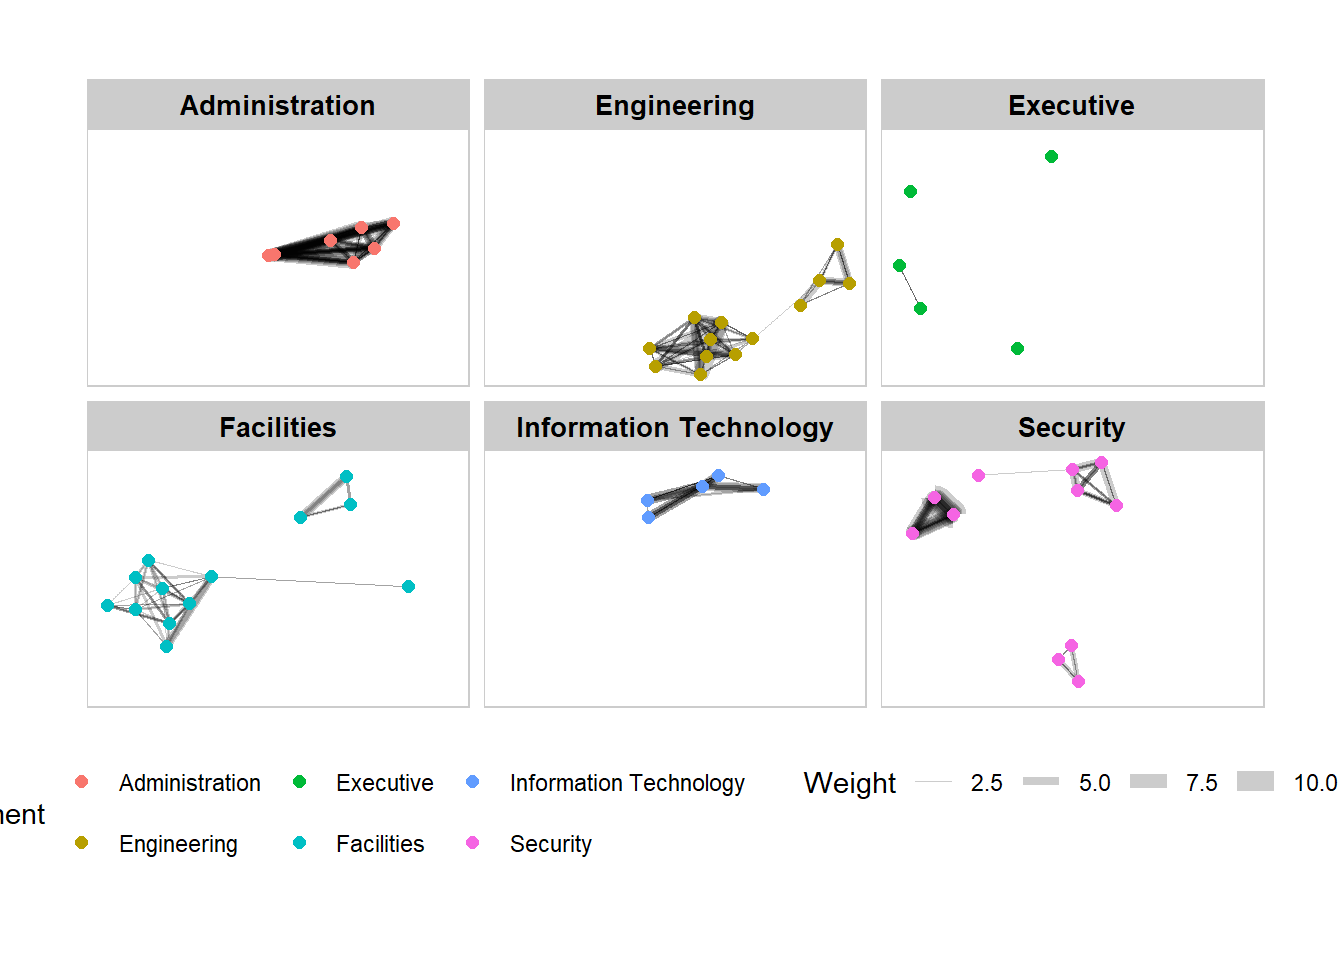 Administration
Engineering
Executive
Facilities
Information Technology
Security
Administration
Executive
Information Technology
Weight
2.5
5.0
7.5
10.0
ment
Engineering
Facilities
Security